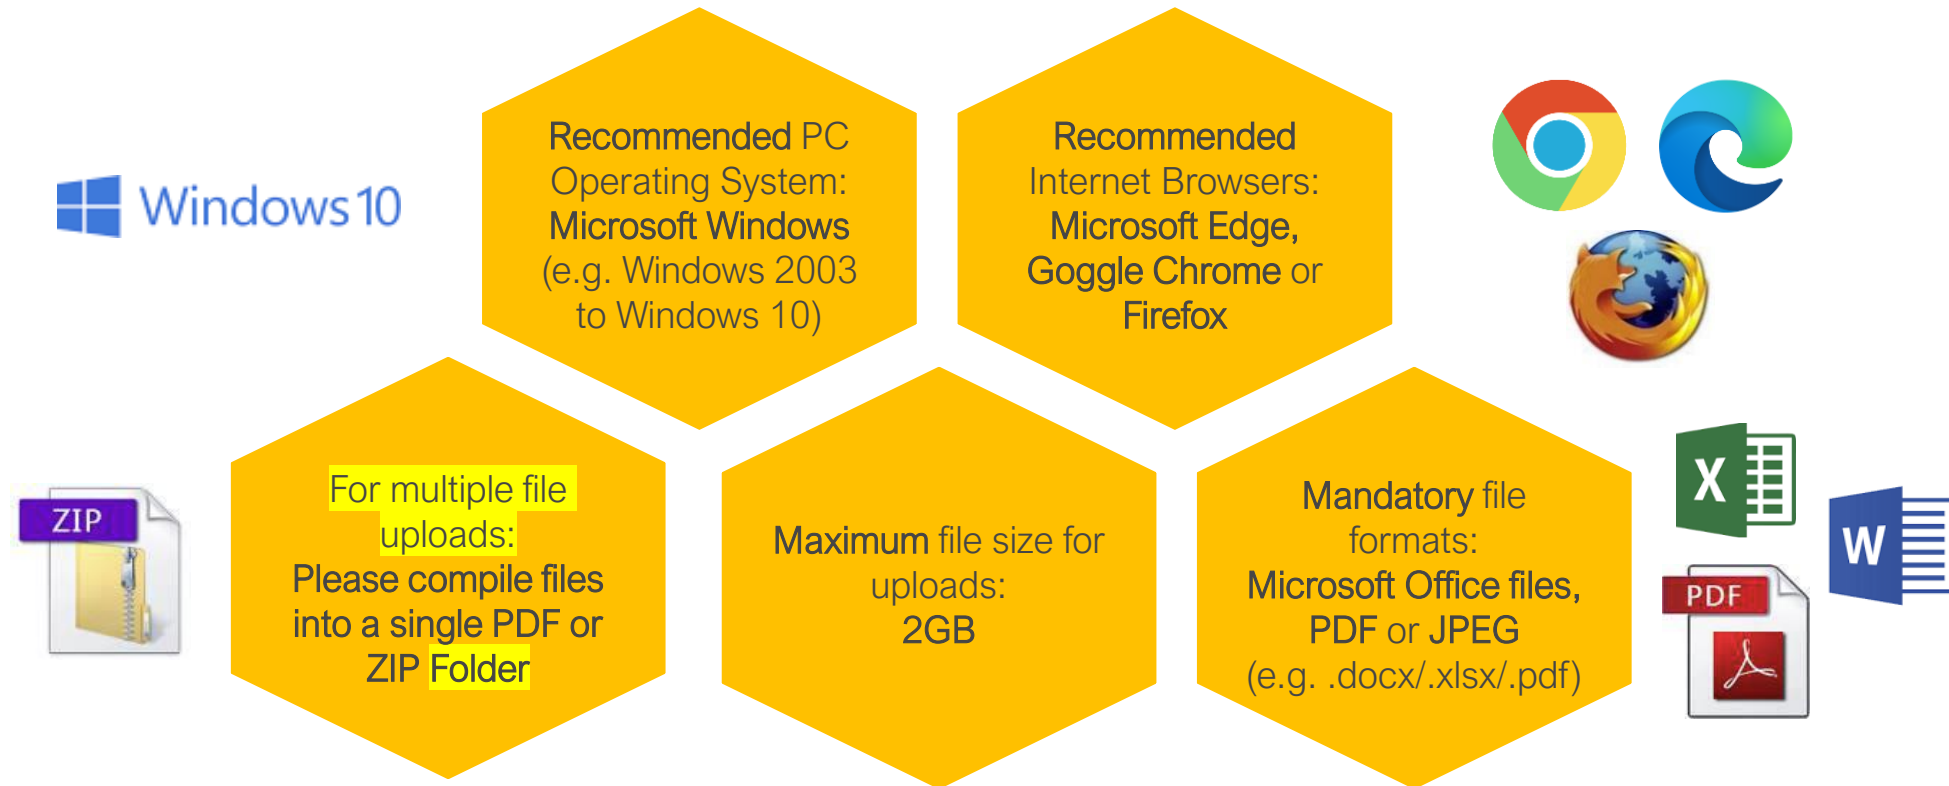 Windows 10
Recommended PC
Operating System:
Microsoft Windows
(e.g. Windows 2003
to Windows 10)
Recommended
Internet Browsers:
Microsoft Edge,
Goggle Chrome or
Firefox
ZIP
For multiple file
uploads:
Please compile files
into a single PDF or
ZIP Folder
Maximum file size for
uploads:
2GB
Mandatory file
formats:
Microsoft Office files,
PDF or JPEG
(e.g. .docx/.xlsx/.pdf)
X
W
PDF